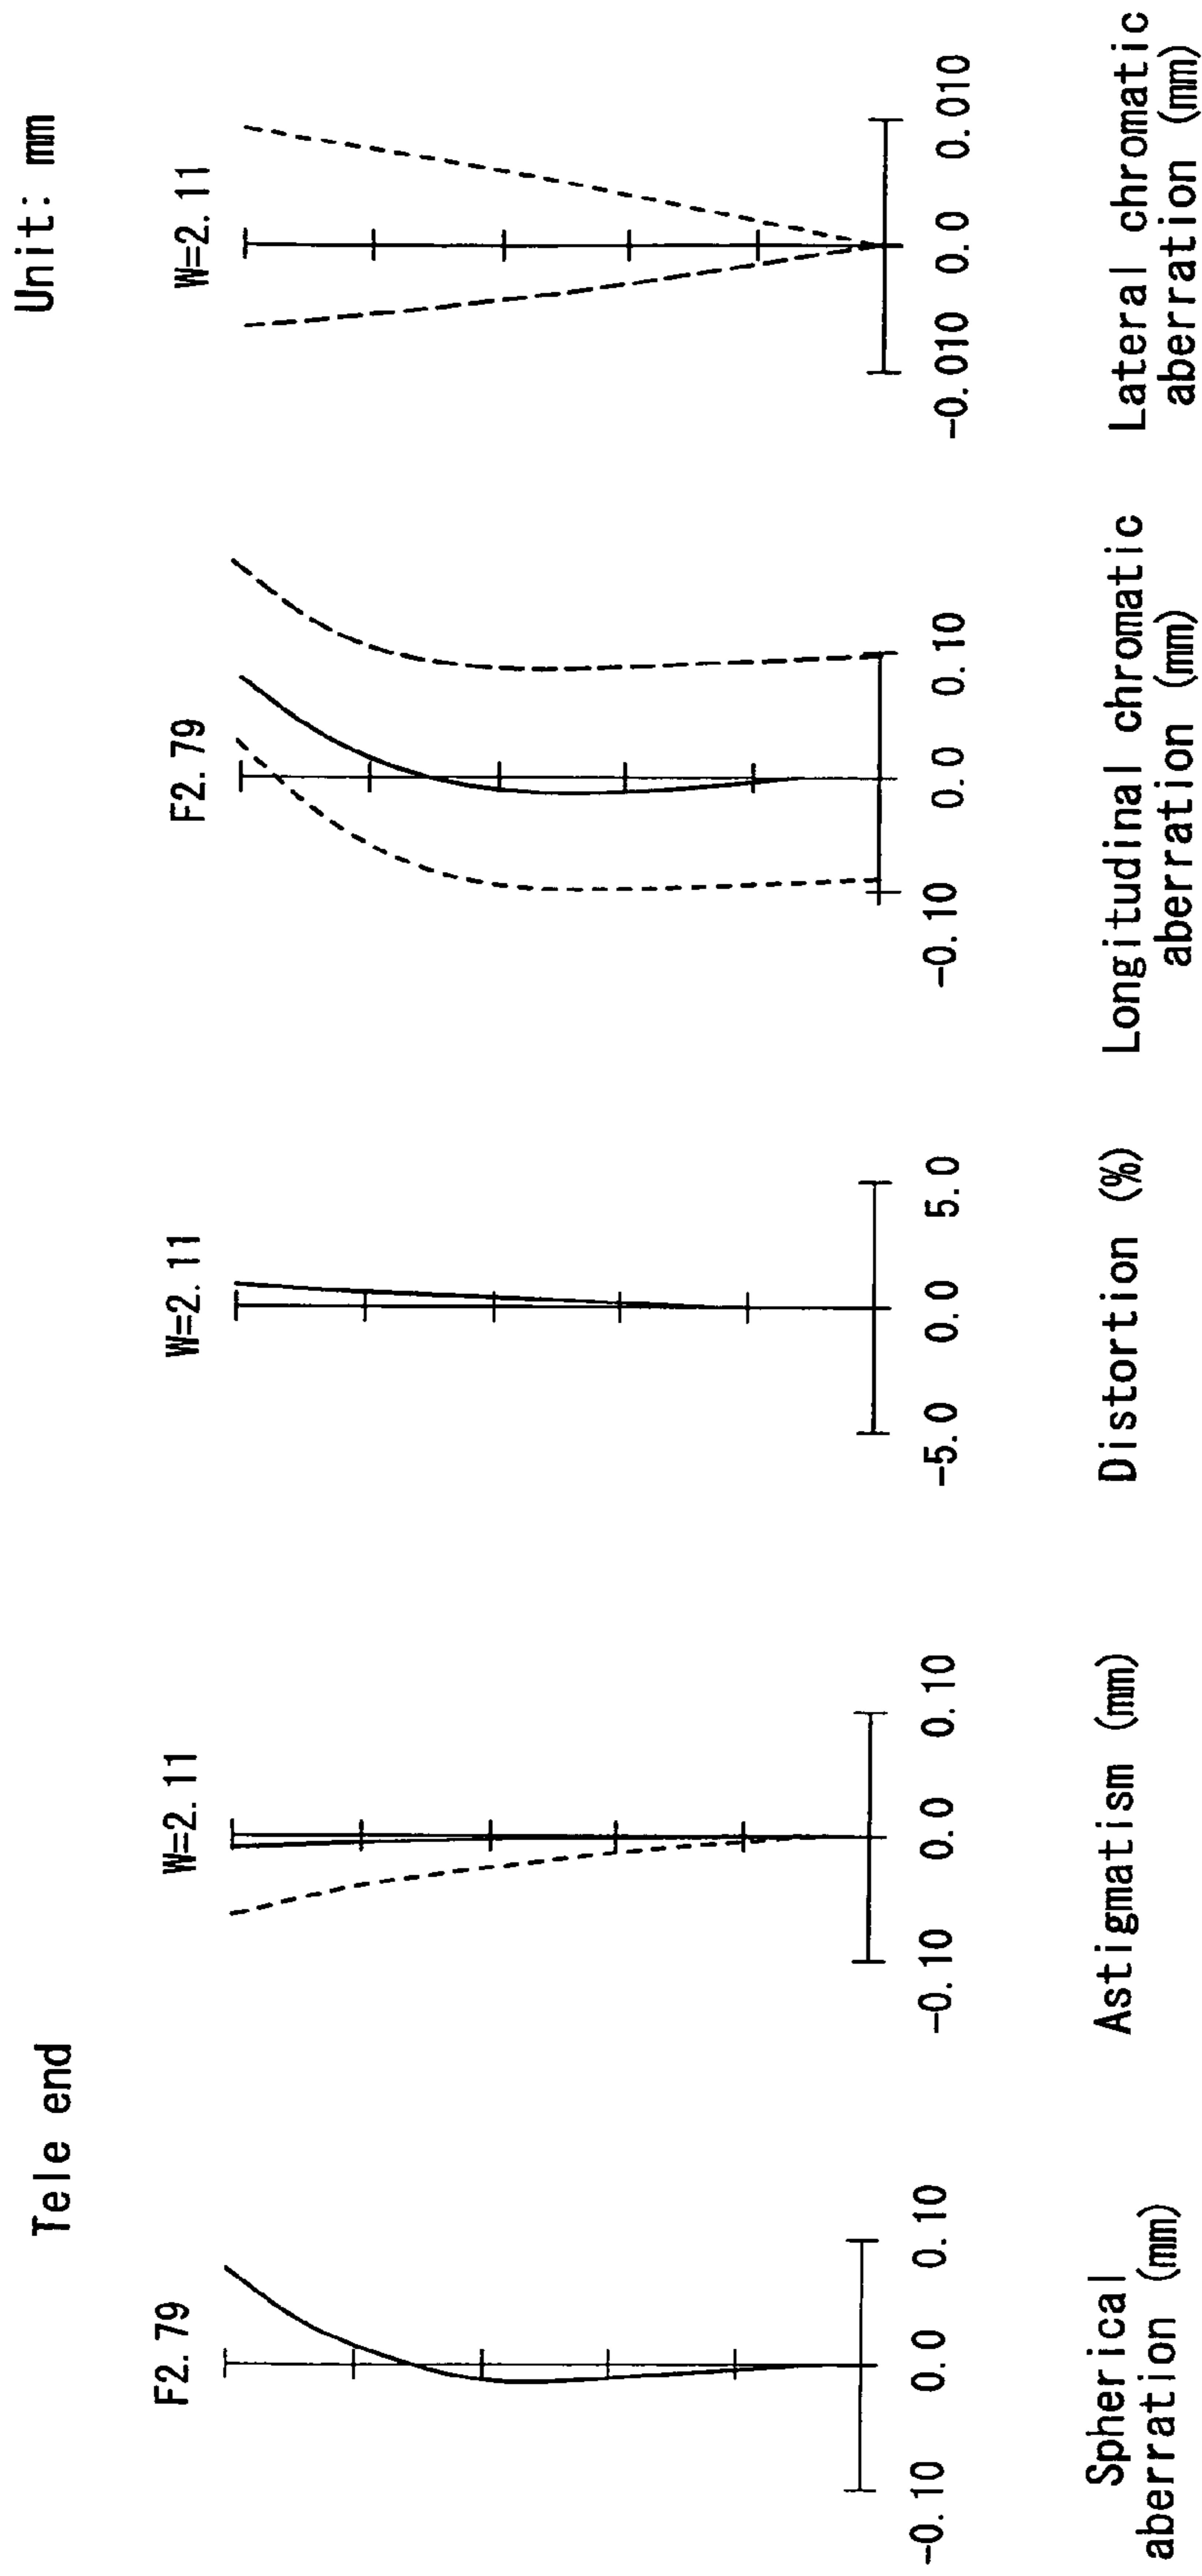 Tele end
Unit: mm
F2.79
-0.10 0.0 0.10
Spherical
aberration (mm)
W=2.11
-0.10 0.0 0.10
Astigmatism (mm)
W=2.11
-5.0 0.0 5.0
Distortion (%)
F2.79
-0.10 0.0 0.10
Longitudinal chromatic
aberration (mm)
W=2.11
-0.010 0.0 0.010
Lateral chromatic
aberration (mm)